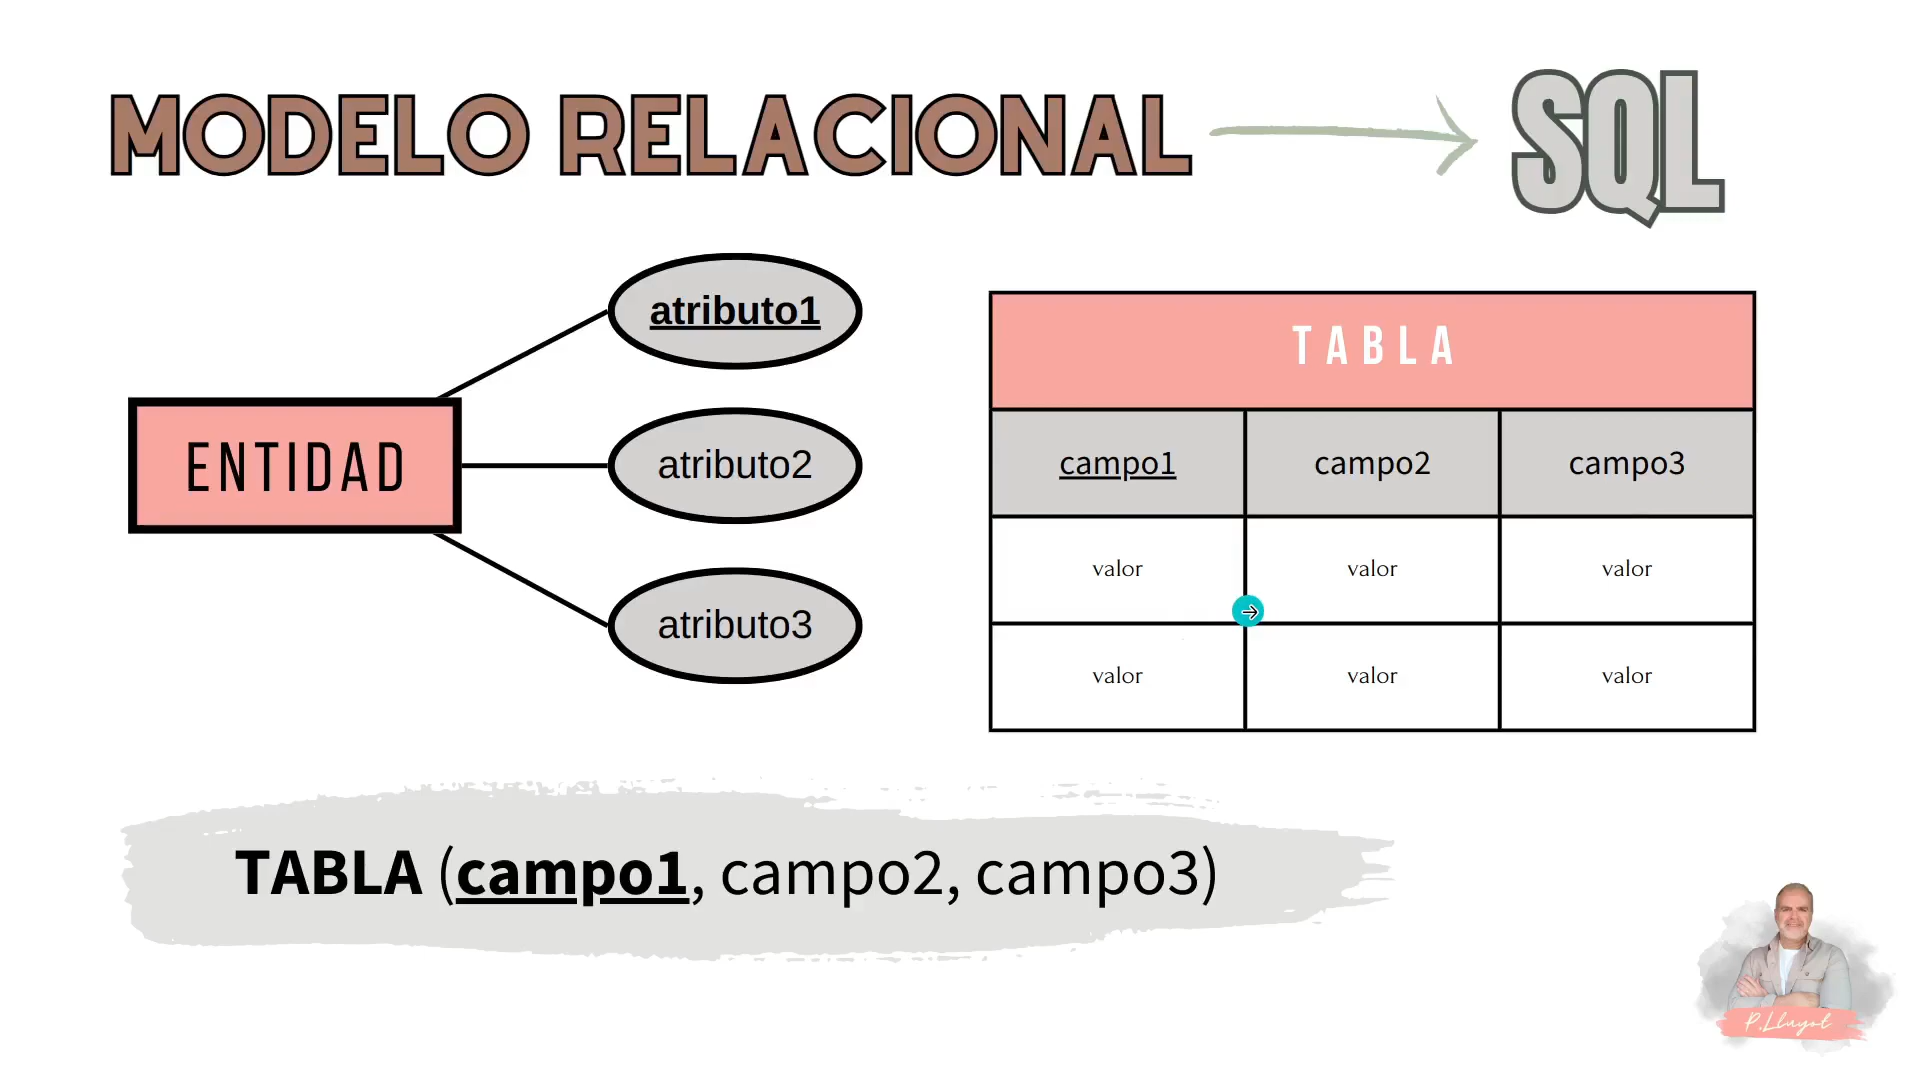 MODELO RELACIONAL
SQL
atributo1
ENTIDAD
atributo2
atributo3
TABLA
campo1 campo2 campo3
valor valor valor
valor valor valor
TABLA (campo1, campo2, campo3)
P.Lluyot